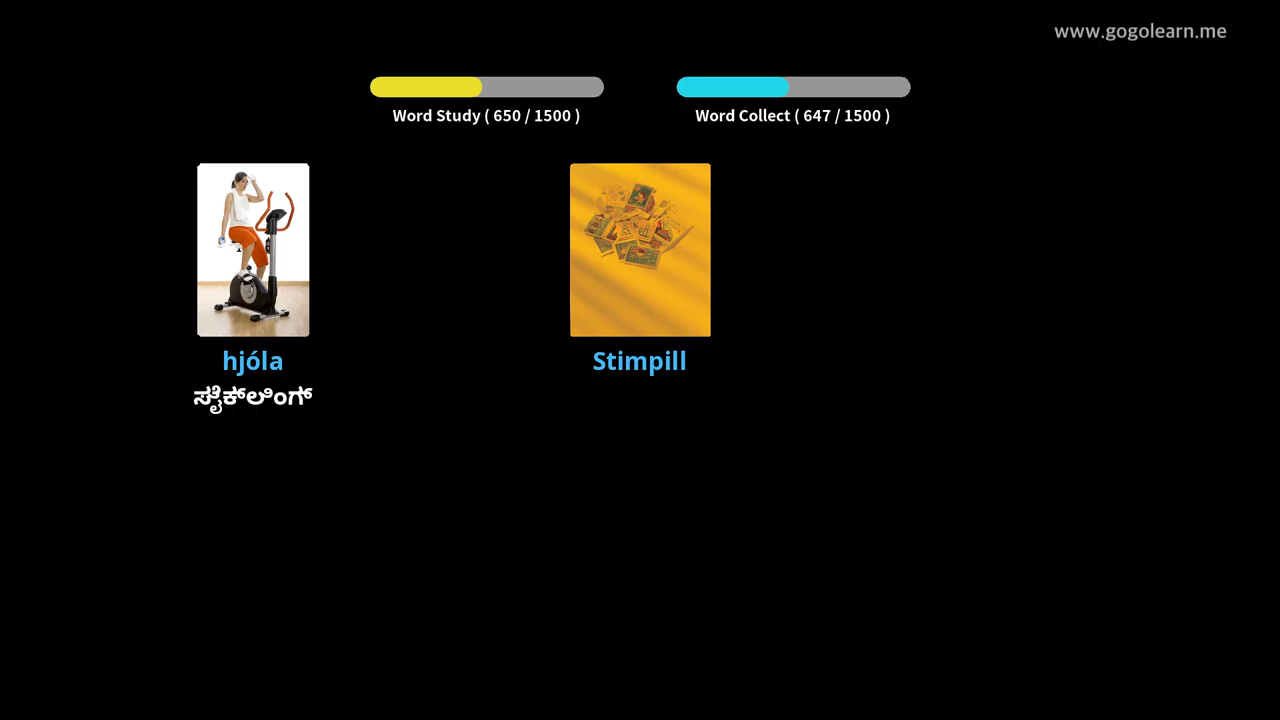 www.gogolearn.me
Word Study ( 650 / 1500 )
Word Collect ( 647 / 1500 )
hjóla
Stimpill
ಸೈಕ್ಲಿಂಗ್